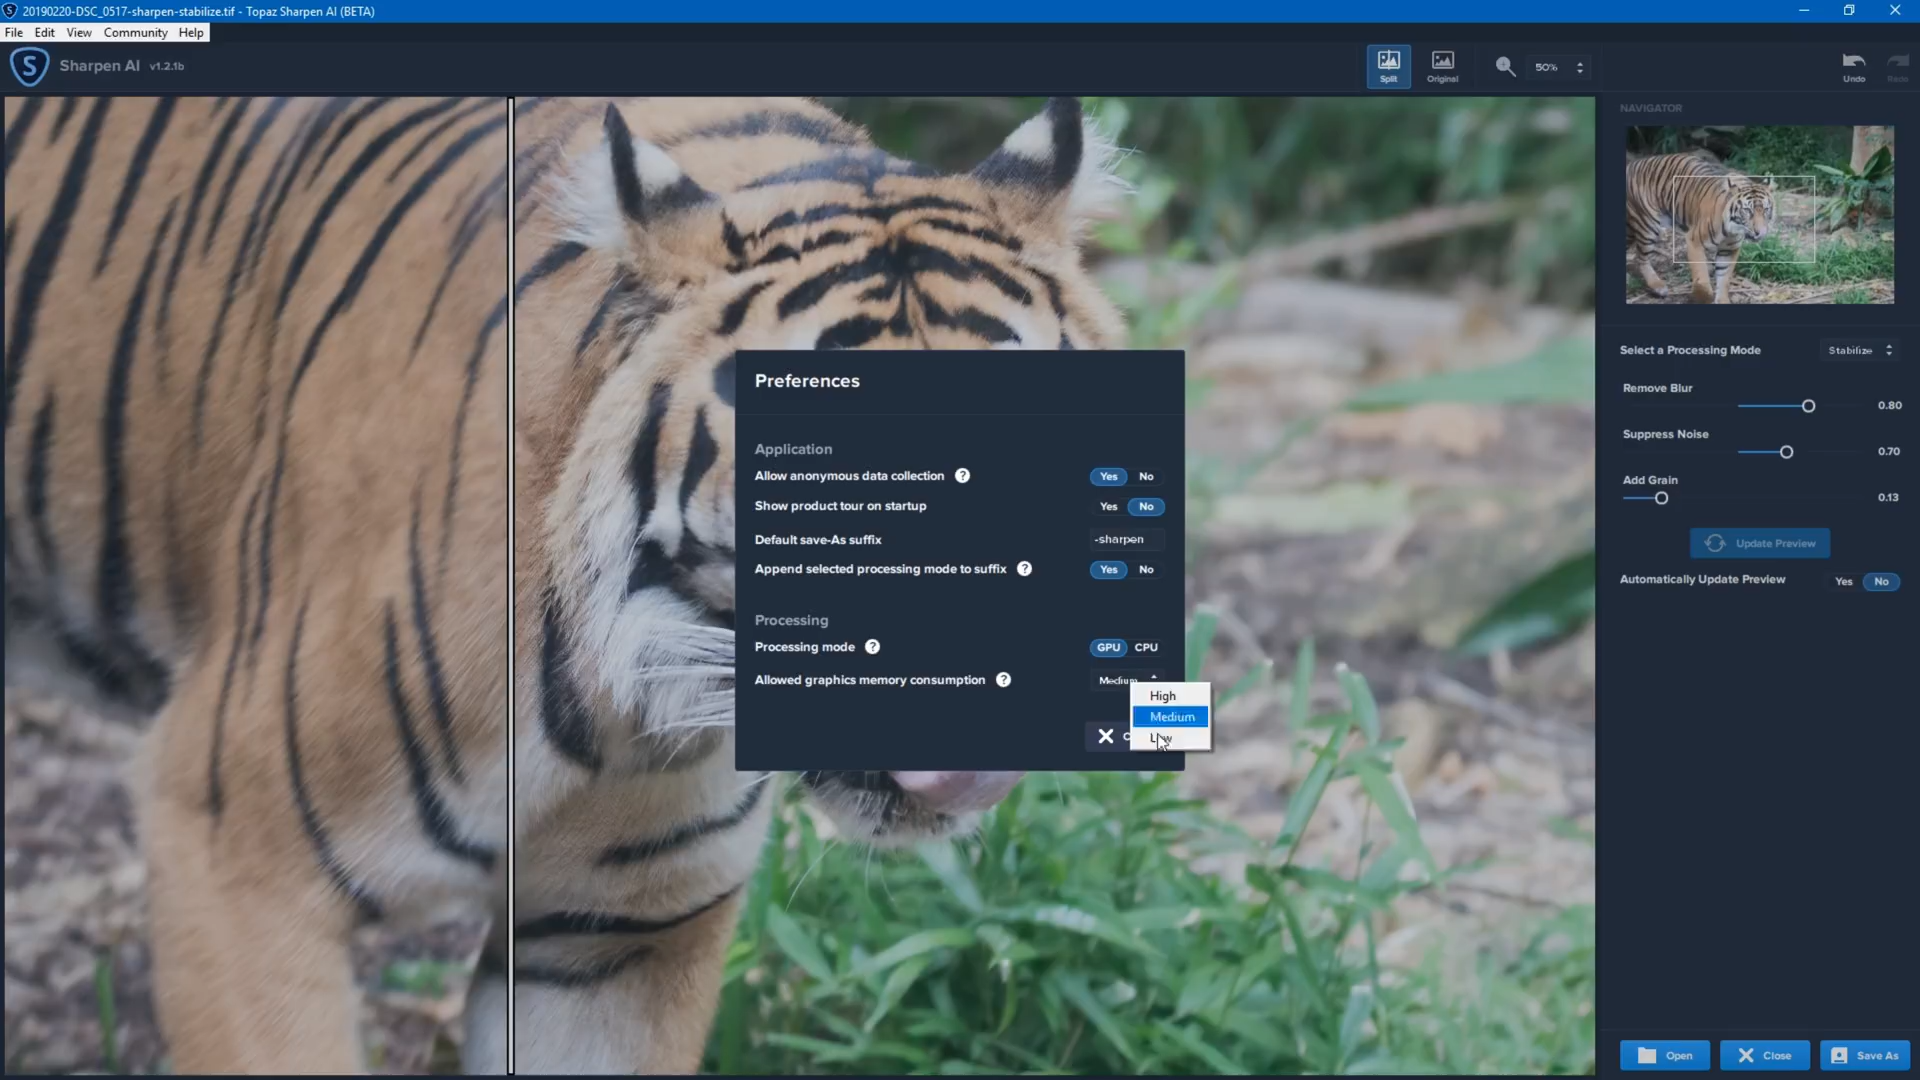 20190220-DSC_0517-sharpen-stabilize.tif - Topaz Sharpen AI (BETA)
File Edit View Community Help
S Sharpen AI v1.2.1b
Split Original 50% Undo Redo
NAVIGATOR
Select a Processing Mode Stabilize
Remove Blur
0.80
Suppress Noise
0.70
Add Grain
0.13
Update Preview
Automatically Update Preview Yes No
Preferences
Application
Allow anonymous data collection ? Yes No
Show product tour on startup Yes No
Default save-As suffix -sharpen
Append selected processing mode to suffix ? Yes No
Processing
Processing mode ? GPU CPU
Allowed graphics memory consumption ? Medium
High
Medium
Low
Open Close Save As